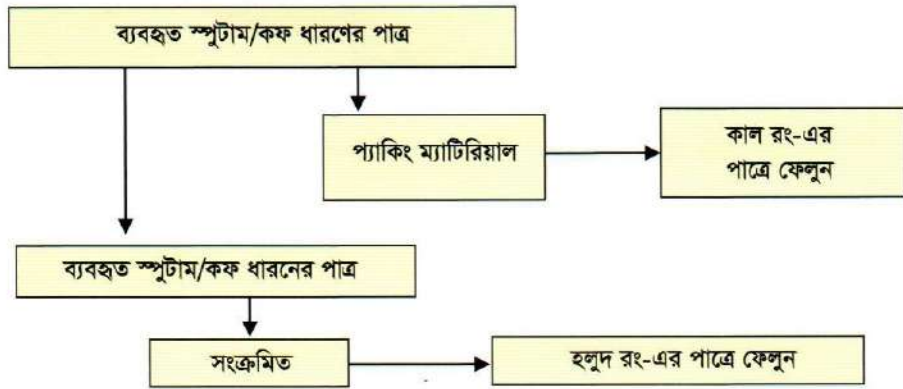 ব্যবহৃত স্পুটাম/কফ ধারণের পাত্র
প্যাকিং ম্যাটিরিয়াল
কাল রং-এর
পাত্রে ফেলুন
ব্যবহৃত স্পুটাম/কফ ধারনের পাত্র
সংক্রমিত
হলুদ রং-এর পাত্রে ফেলুন